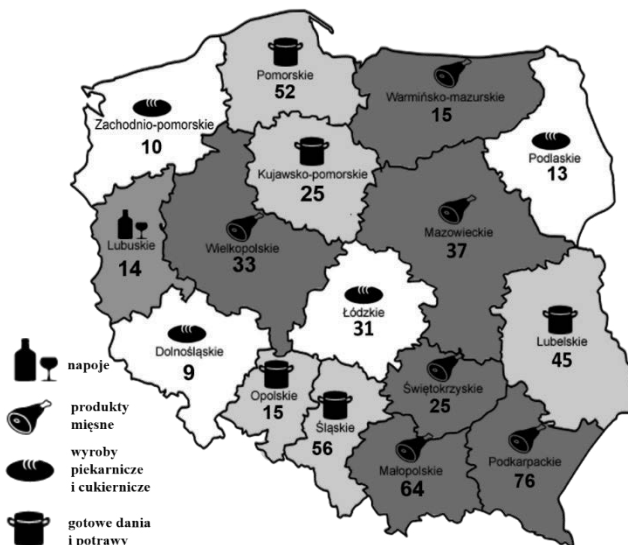 Pomorskie
52
Warmińsko-mazurskie
15
Zachodnio-pomorskie
10
Podlaskie
13
Kujawsko-pomorskie
25
Mazowieckie
37
Lubuskie
14
Wielkopolskie
33
Łódzkie
31
Lubelskie
45
Dolnośląskie
9
Opolskie
15
Śląskie
56
Świętokrzyskie
25
Małopolskie
64
Podkarpackie
76
napoje
produkty
mięsne
wyroby
piekarnicze
i cukiernicze
gotowe dania
i potrawy